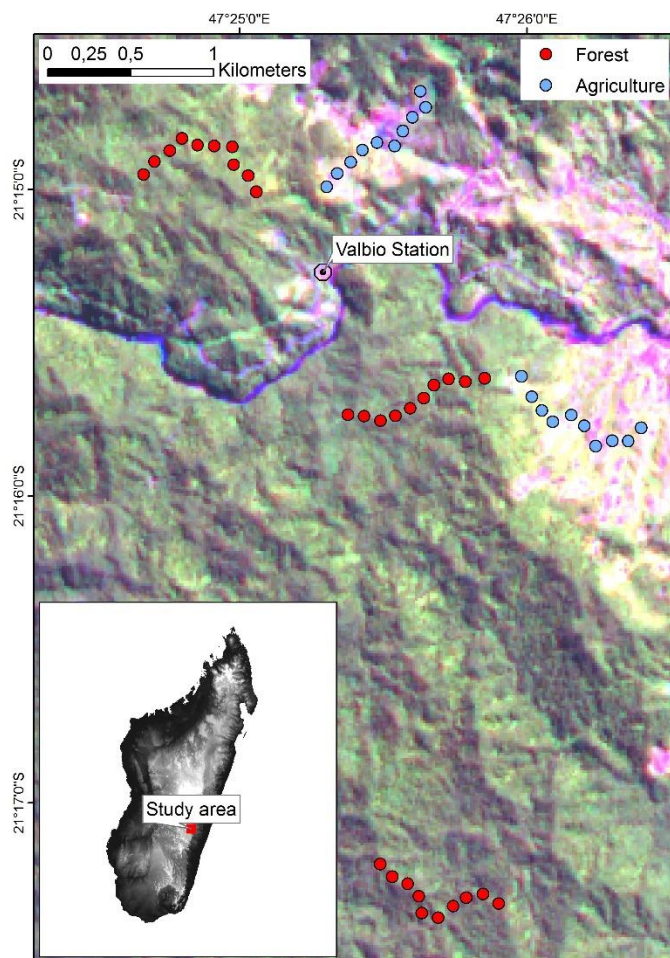 47°25'0"E
47°26'0"E
0 0,25 0,5 1
Kilometers
Forest
Agriculture
21°15'0"S
Valbio Station
21°16'0"S
21°17'0"S
Study area